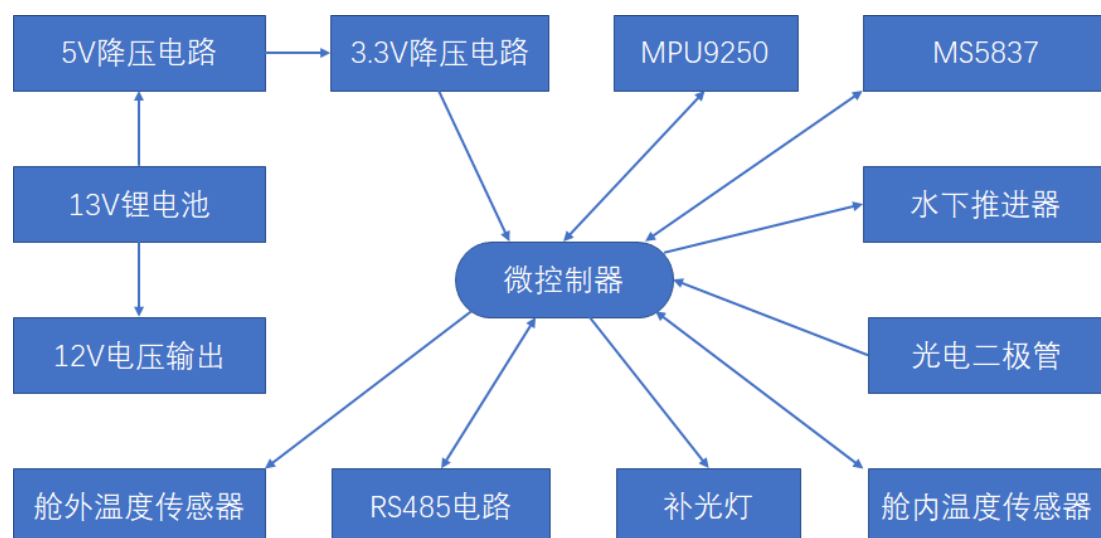 5V降压电路
3.3V降压电路
MPU9250
MS5837
13V锂电池
水下推进器
微控制器
12V电压输出
光电二极管
舱外温度传感器
RS485电路
补光灯
舱内温度传感器